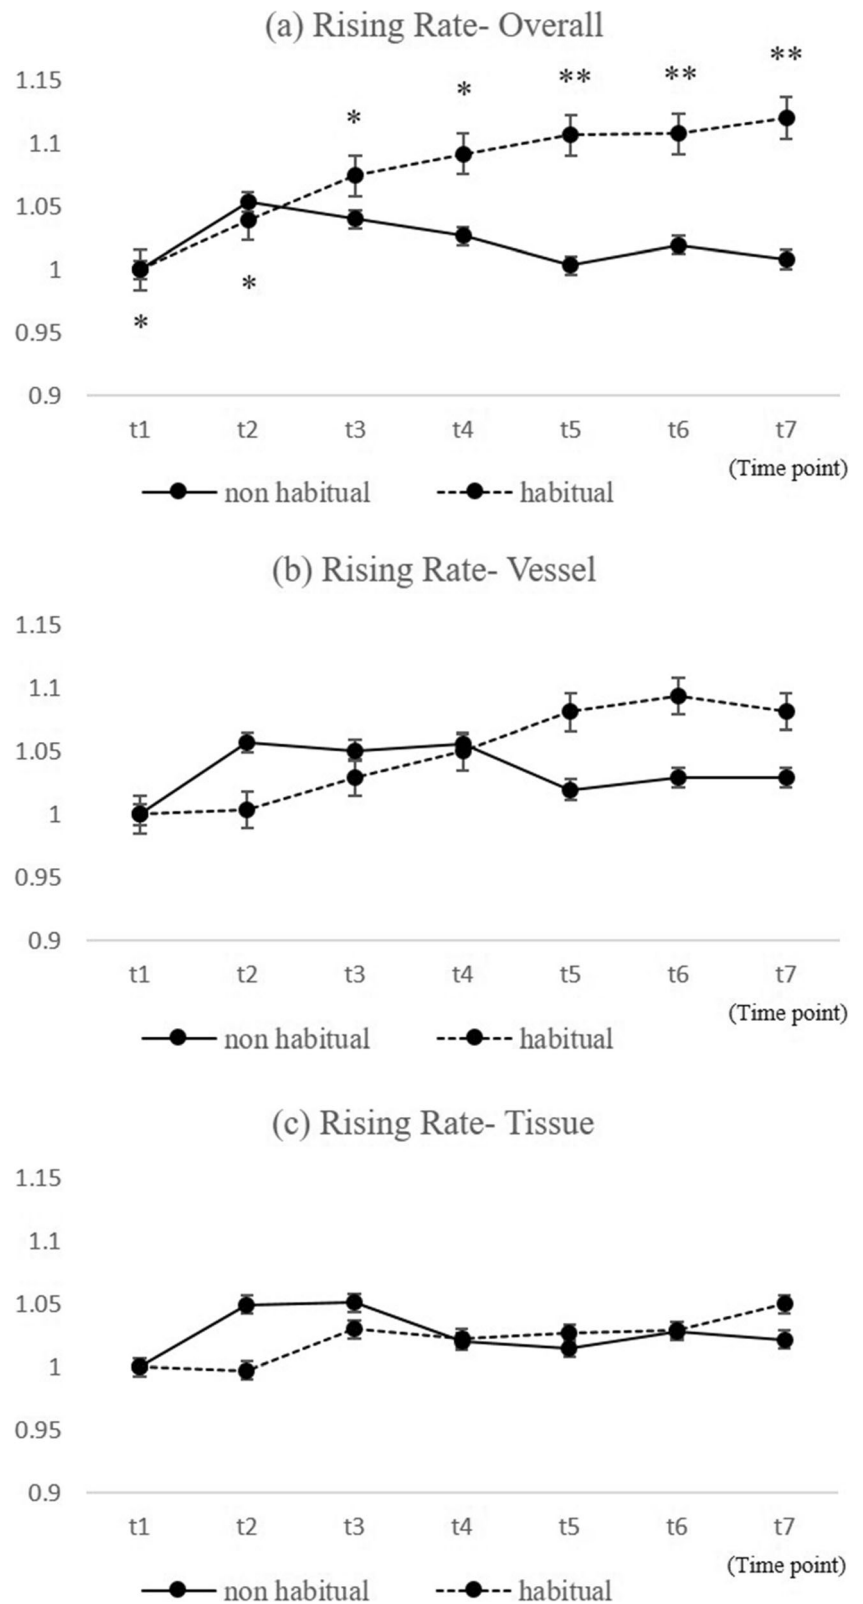 (a) Rising Rate- Overall
**
1.15
**
**
*
*
1.1
1.05
1
*
*
0.95
0.9
t1 t2 t3 t4 t5 t6 t7
(Time point)
non habitual habitual
(b) Rising Rate- Vessel
1.15
1.1
1.05
1
0.95
0.9
t1 t2 t3 t4 t5 t6 t7
(Time point)
non habitual habitual
(c) Rising Rate- Tissue
1.15
1.1
1.05
1
0.95
0.9
t1 t2 t3 t4 t5 t6 t7
(Time point)
non habitual habitual